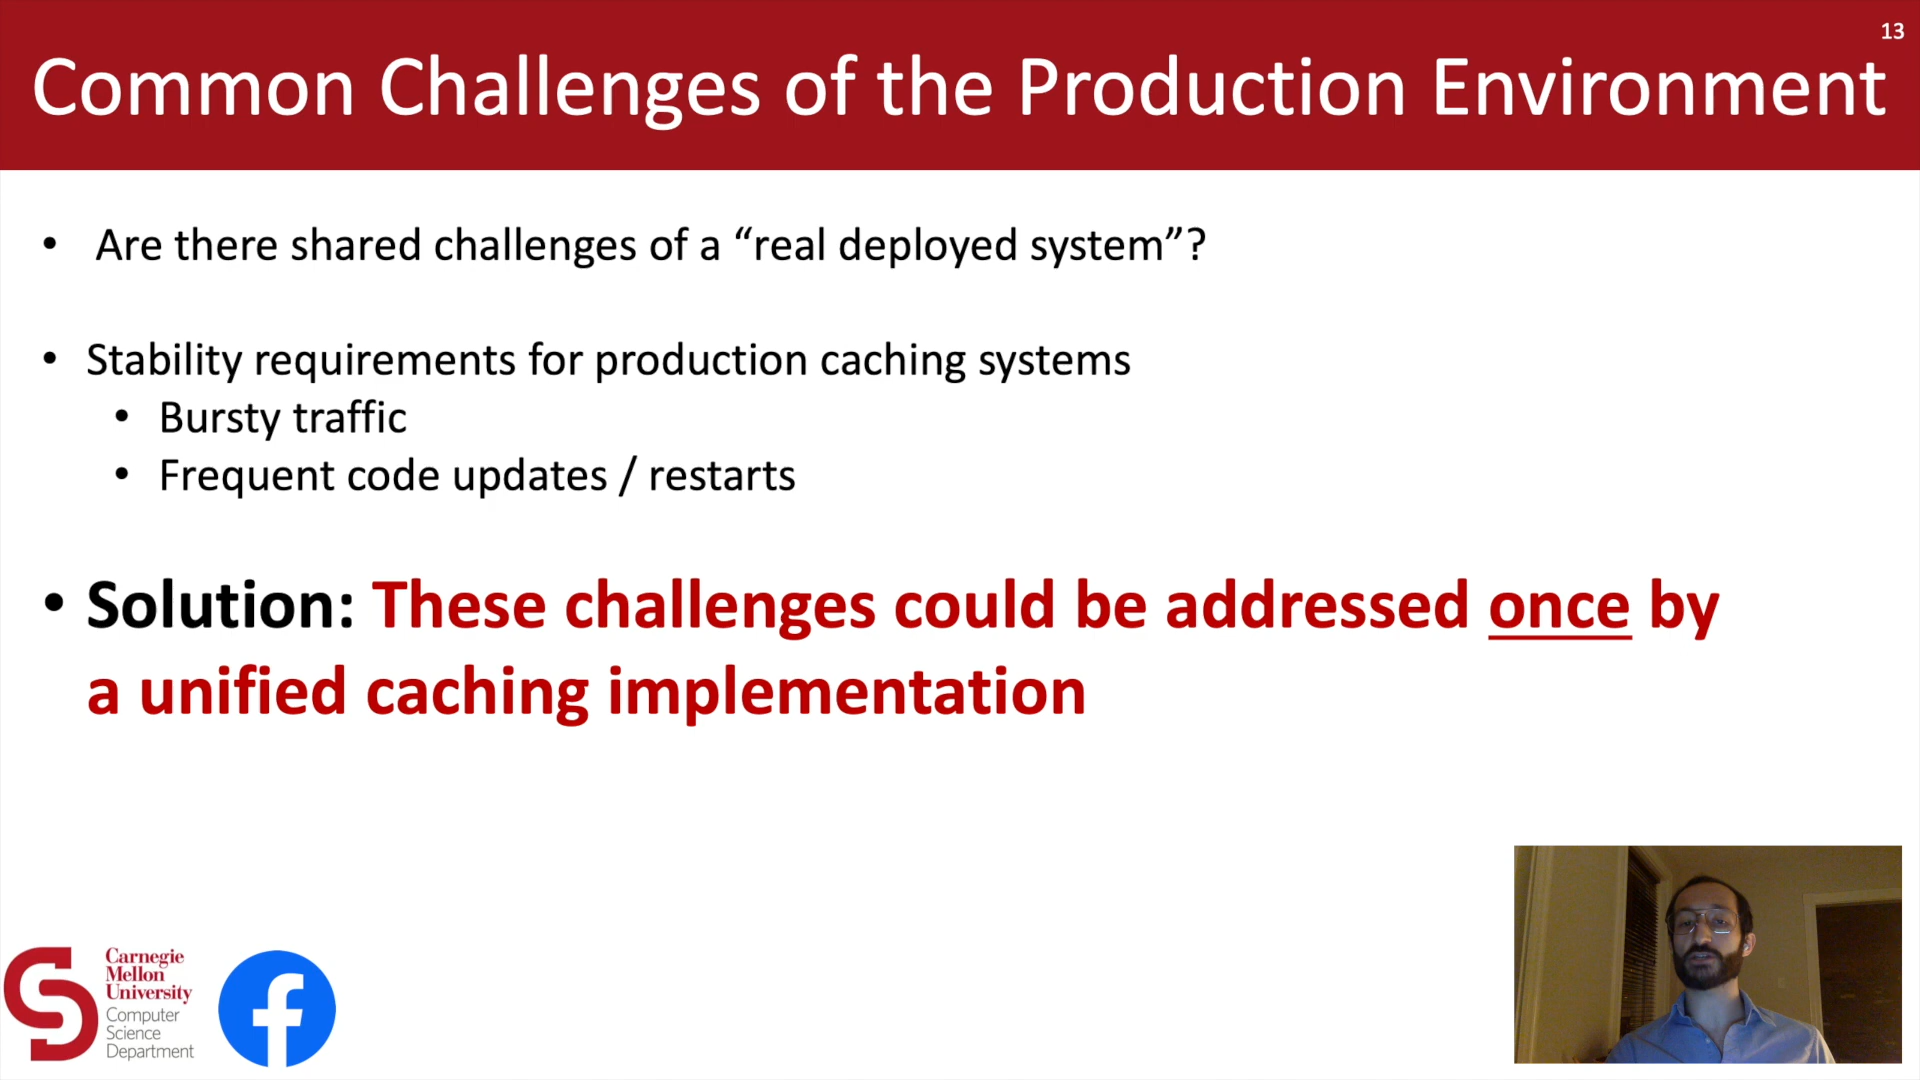 13
Common Challenges of the Production Environment
• Are there shared challenges of a “real deployed system”?
• Stability requirements for production caching systems
• Bursty traffic
• Frequent code updates / restarts
• Solution: These challenges could be addressed once by
a unified caching implementation
Carnegie
Mellon
University
Computer
Science
Department